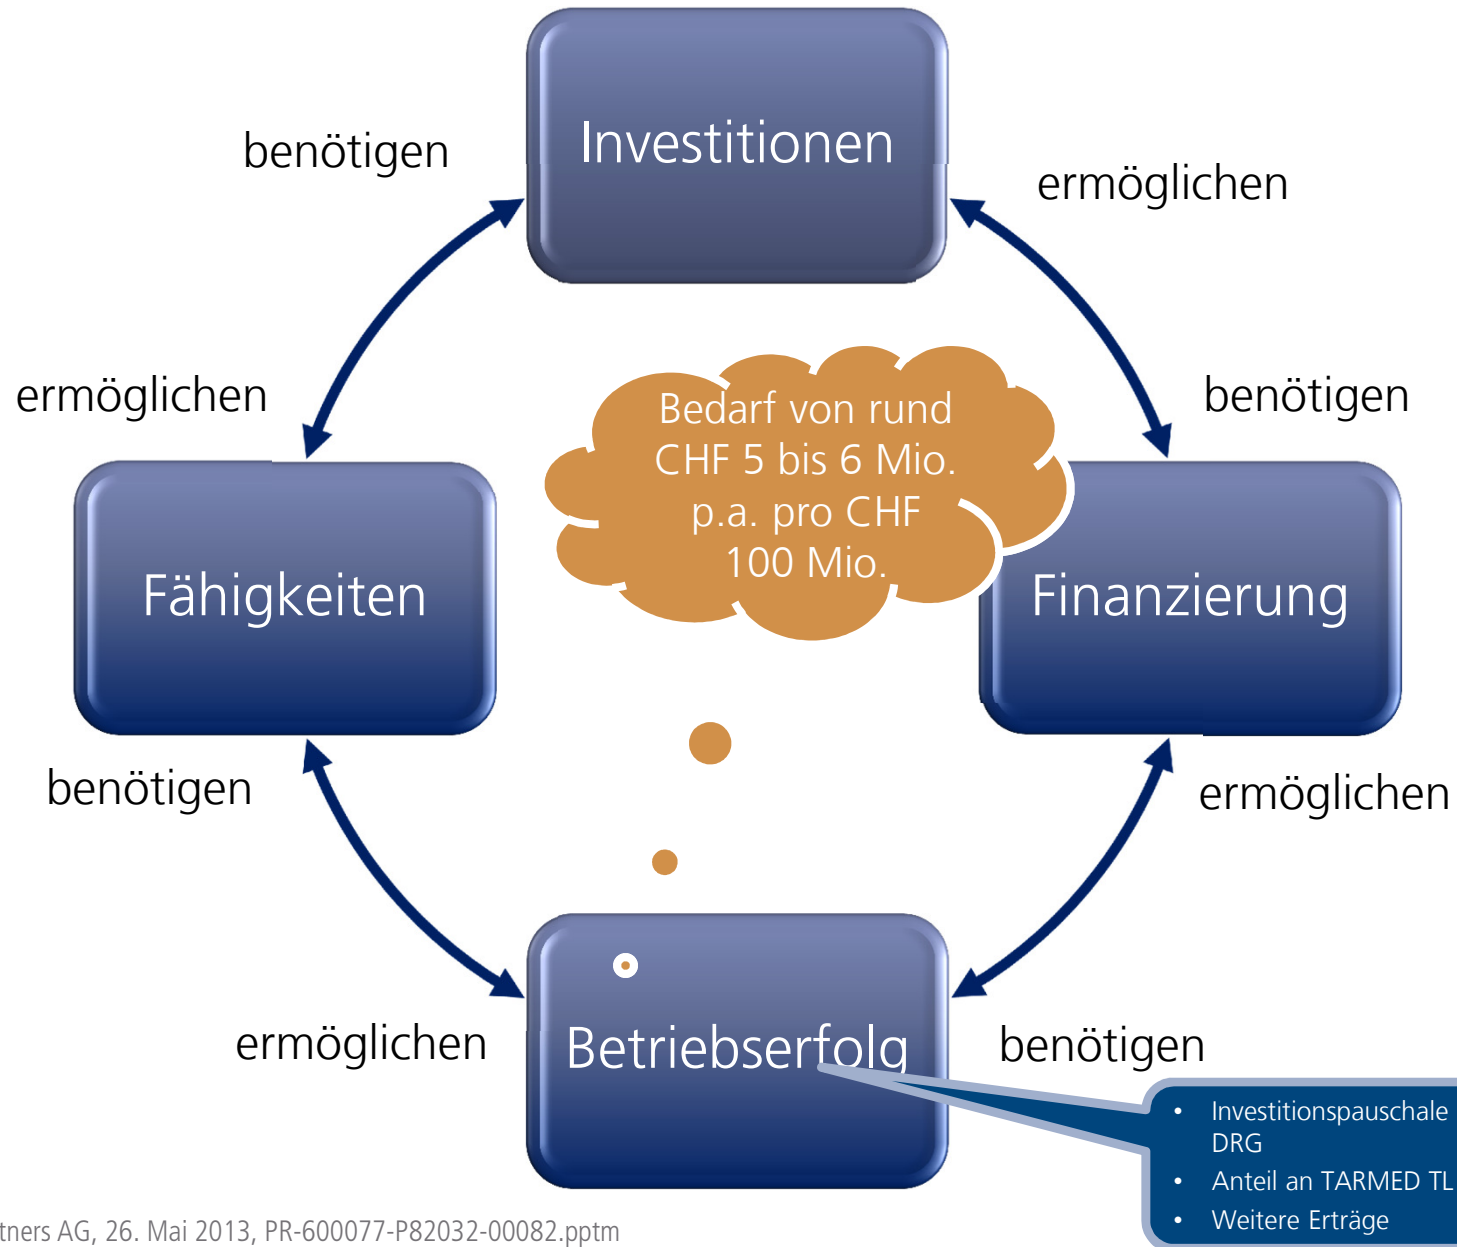 Investitionen
benötigen
ermöglichen
ermöglichen
benötigen
Bedarf von rund
CHF 5 bis 6 Mio.
p.a. pro CHF
100 Mio.
Fähigkeiten
Finanzierung
benötigen
ermöglichen
ermöglichen
Betriebserfolg
benötigen
• Investitionspauschale
DRG
• Anteil an TARMED TL
• Weitere Erträge
tners AG, 26. Mai 2013, PR-600077-P82032-00082.pptm